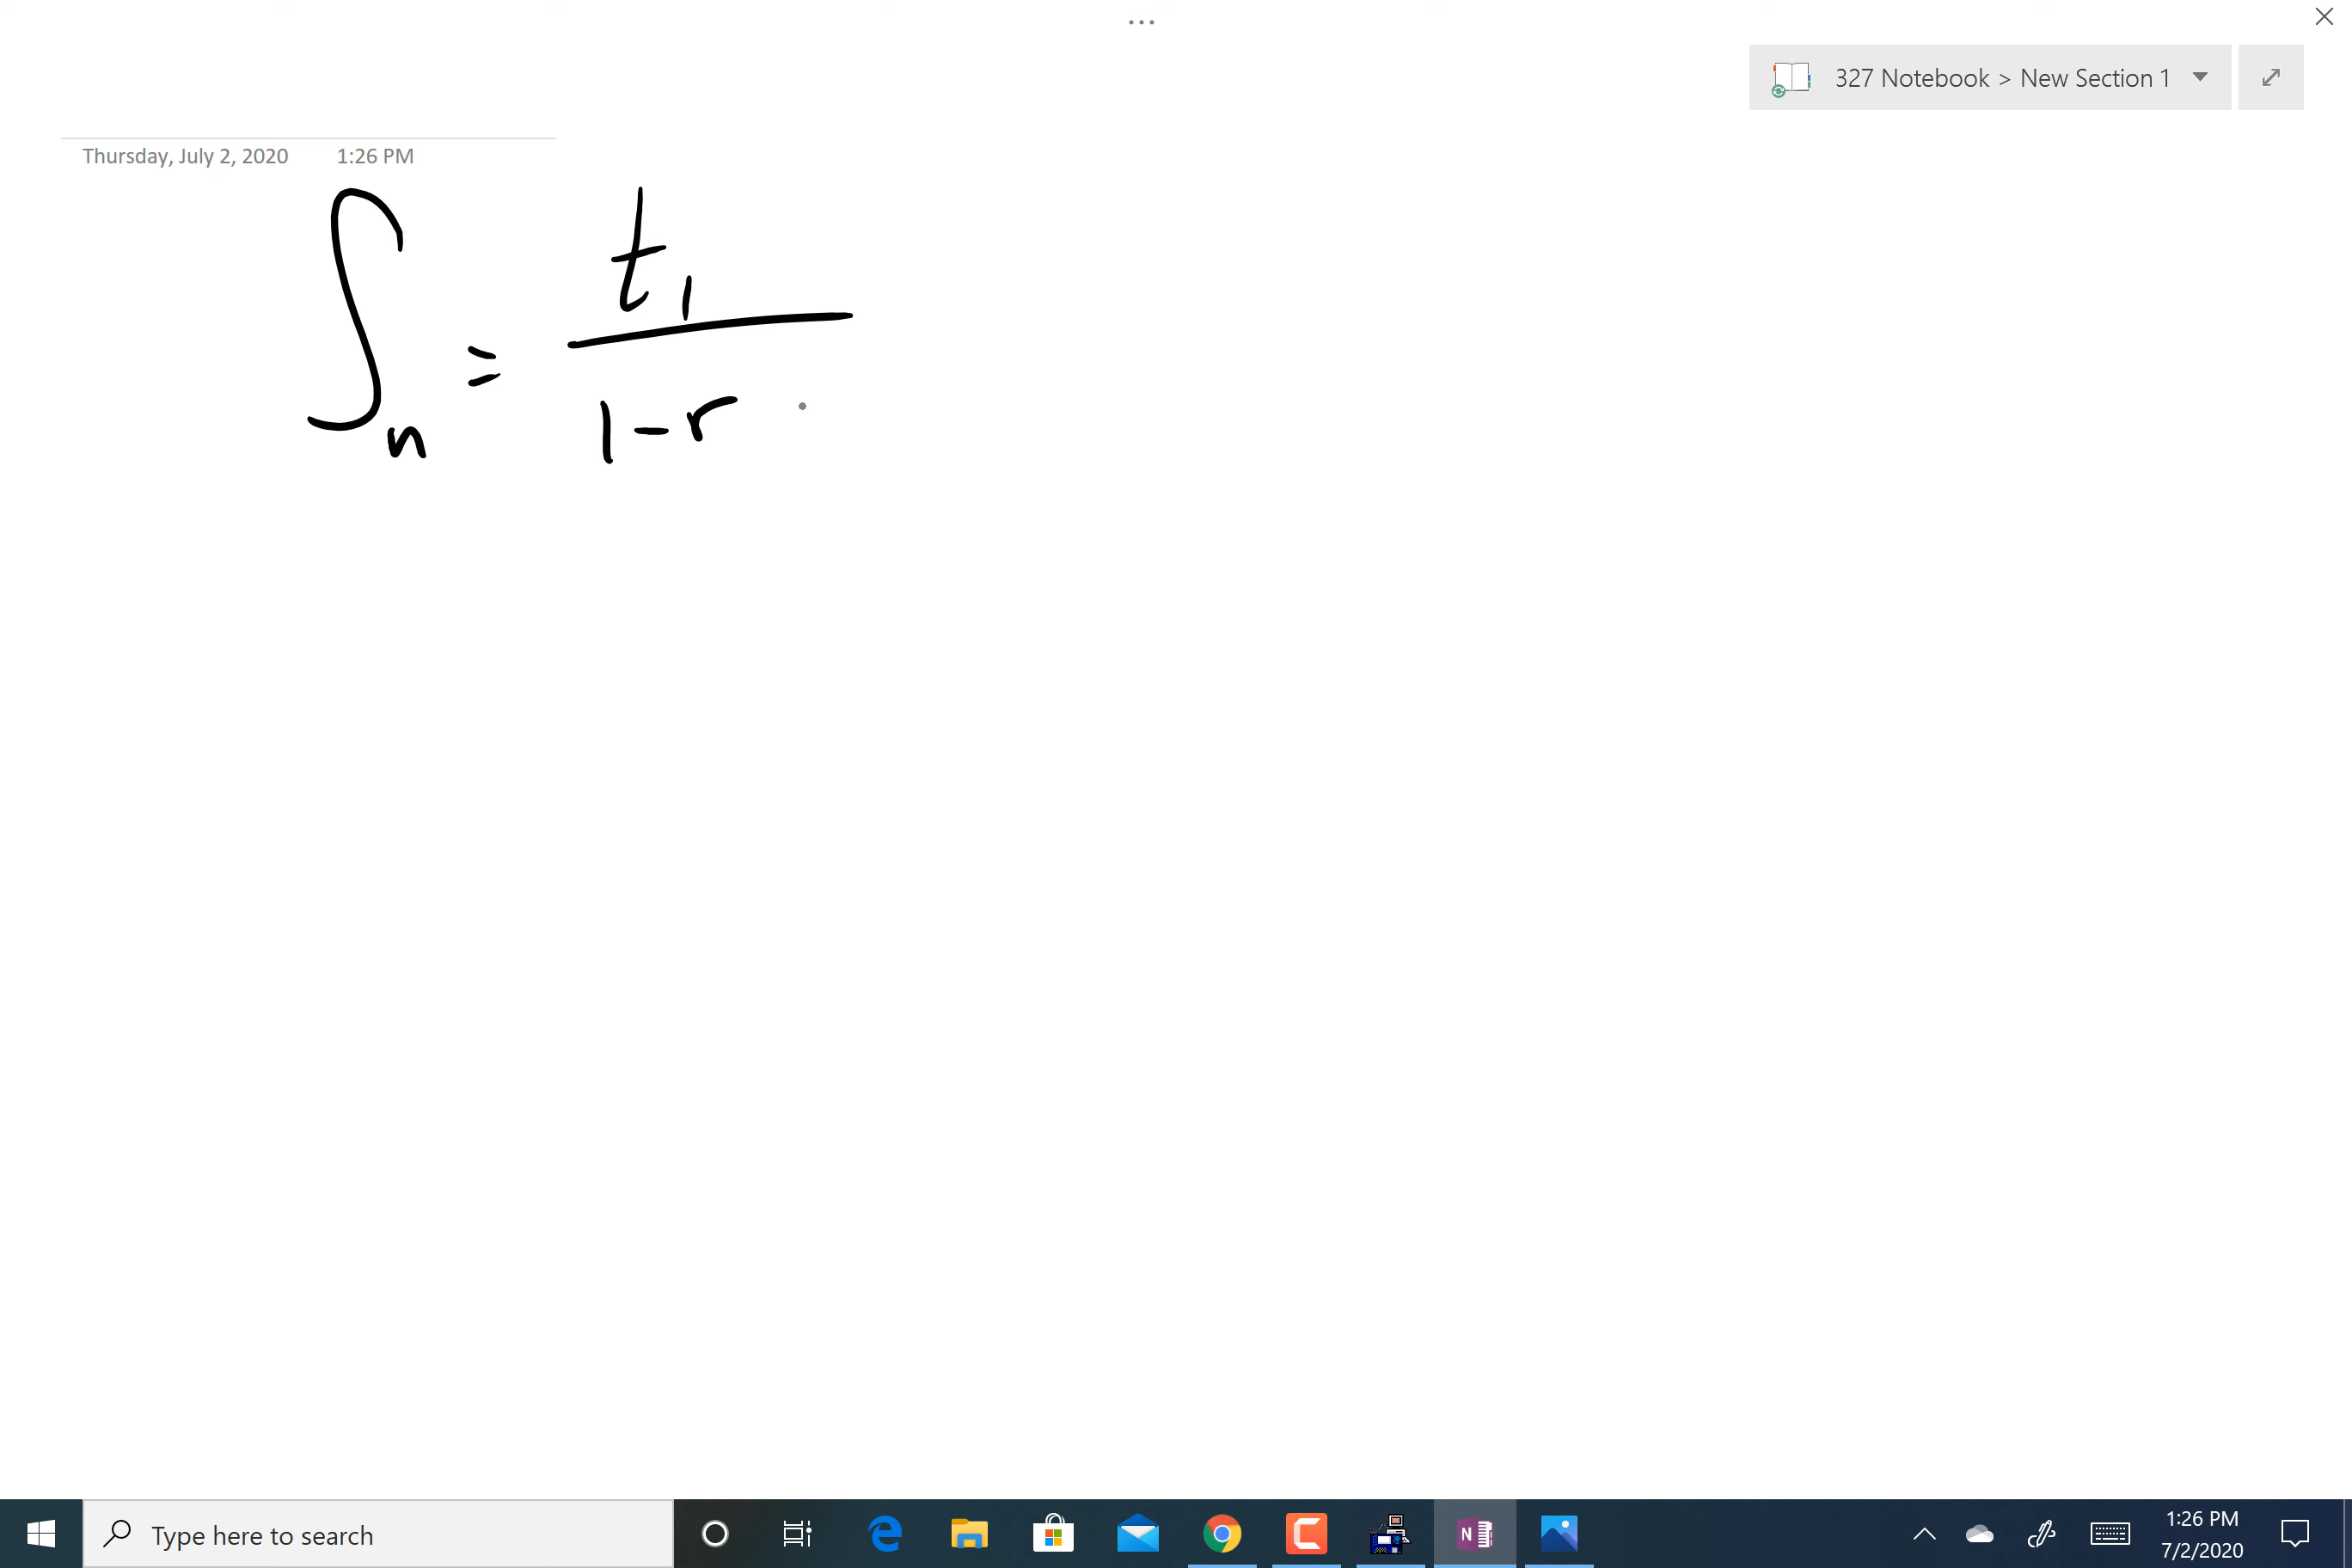 327 Notebook > New Section 1
Thursday, July 2, 2020 1:26 PM
Sn = t₁ / 1-r
Type here to search
1:26 PM
7/2/2020